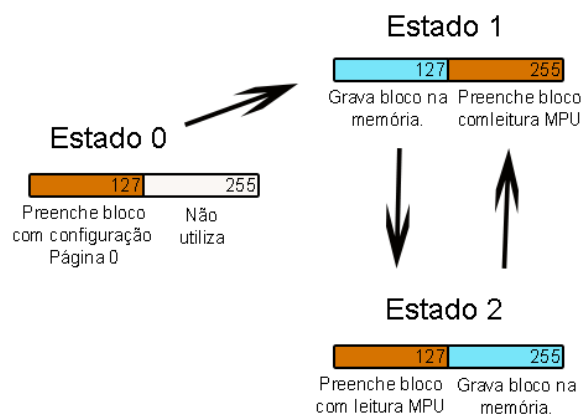 Estado 1
127 255
Grava bloco na
memória.
Preenche bloco
comleitura MPU
Estado 0
127 255
Preenche bloco
com configuração
Página 0
Não
utiliza
Estado 2
127 255
Preenche bloco
com leitura MPU
Grava bloco na
memória.